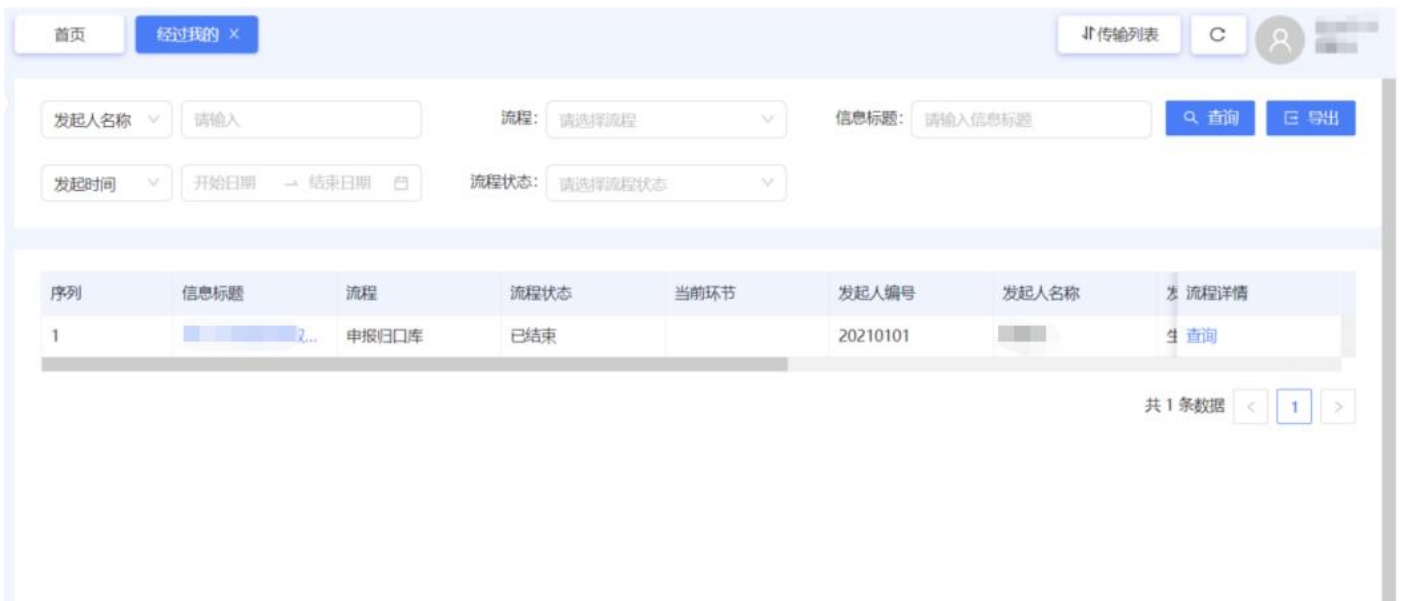 首页 经过我的 × 传输列表
发起人名称 请输入 流程： 请选择流程 信息标题： 请输入信息标题 查询 导出
发起时间 开始日期 → 结束日期 流程状态： 请选择流程状态
序列 信息标题 流程 流程状态 当前环节 发起人编号 发起人名称 流程详情
1 ... 申报归口库 已结束 20210101 查询
共 1 条数据 < 1 >